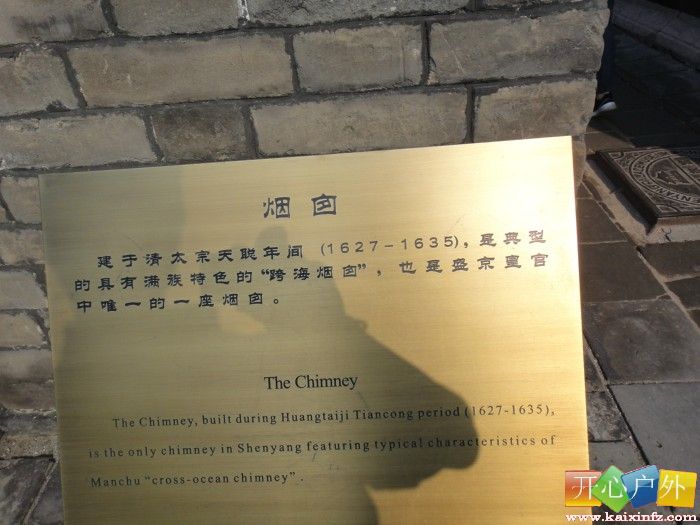 烟囱
建于清太宗天聪年间 (1627-1635), 是典型
的具有满族特色的“跨海烟囱”, 也是盛京皇宫
中唯一的一座烟囱。
The Chimney
The Chimney, built during Huangtaiji Tiancong period (1627-1635),
is the only chimney in Shenyang featuring typical characteristics of
Manchu “cross-ocean chimney”.
开心户外
www.kaixinfz.com